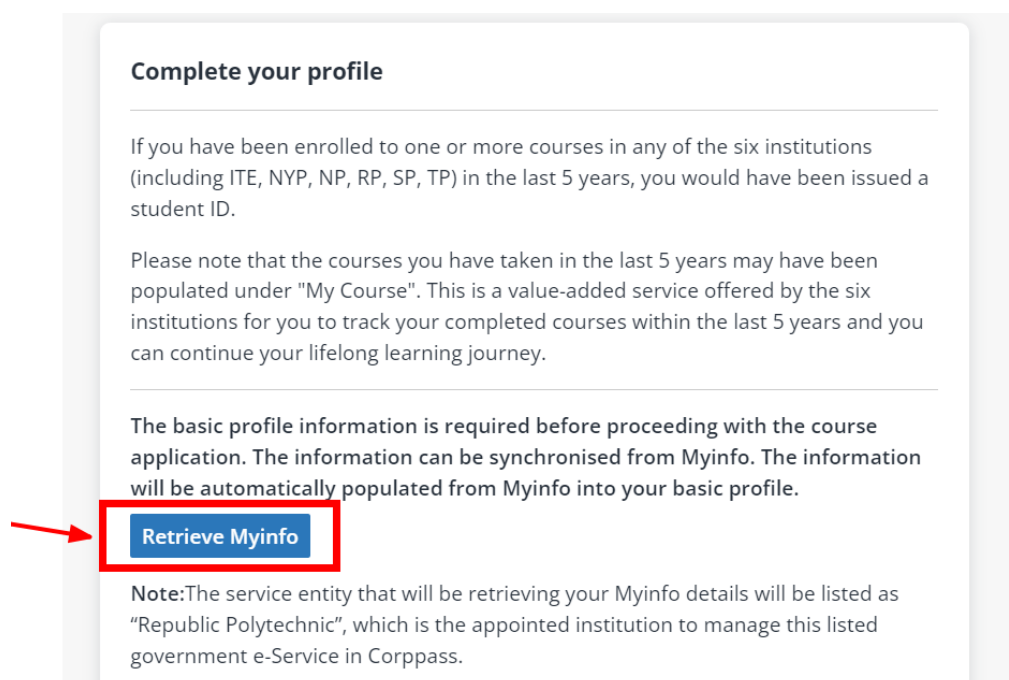 Complete your profile
If you have been enrolled to one or more courses in any of the six institutions
(including ITE, NYP, NP, RP, SP, TP) in the last 5 years, you would have been issued a
student ID.
Please note that the courses you have taken in the last 5 years may have been
populated under "My Course". This is a value-added service offered by the six
institutions for you to track your completed courses within the last 5 years and you
can continue your lifelong learning journey.
The basic profile information is required before proceeding with the course
application. The information can be synchronised from Myinfo. The information
will be automatically populated from Myinfo into your basic profile.
Retrieve Myinfo
Note:The service entity that will be retrieving your Myinfo details will be listed as
“Republic Polytechnic”, which is the appointed institution to manage this listed
government e-Service in Corppass.